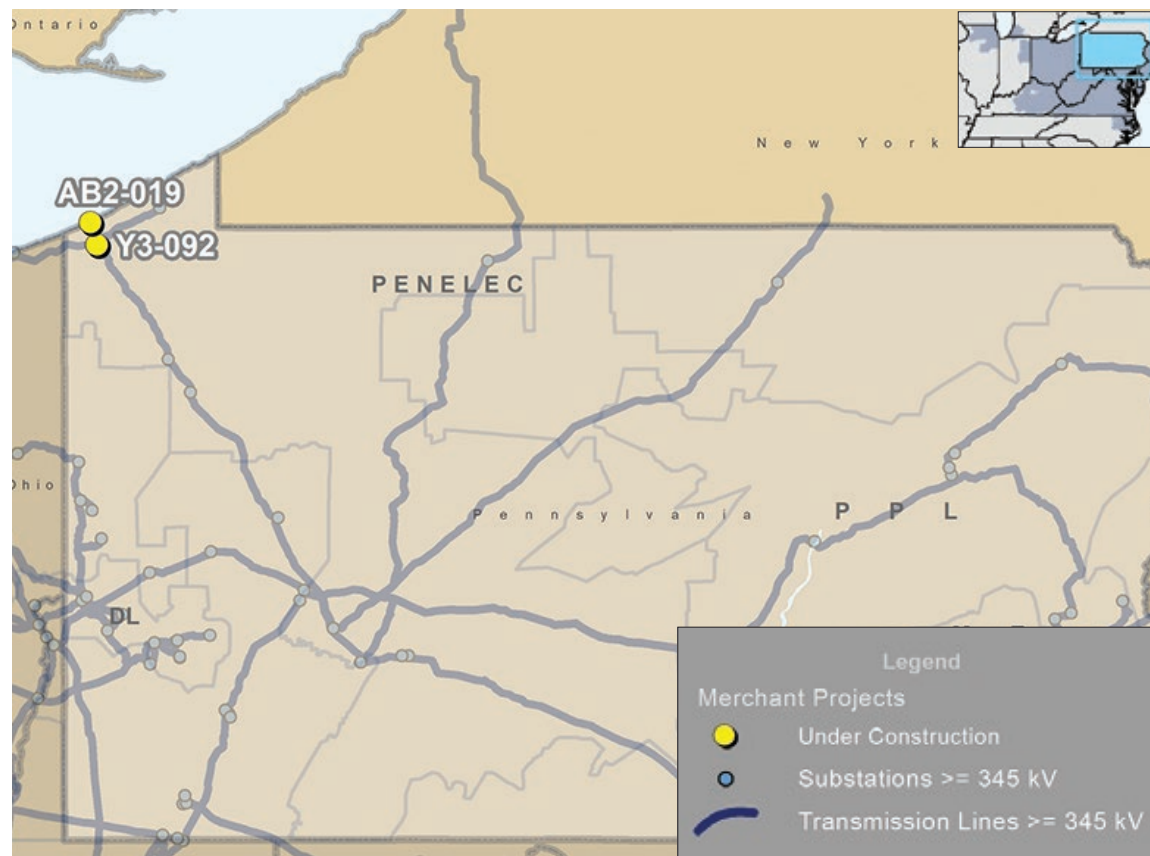 Ontario
New York
AB2-019
Y3-092
PENELEC
Ohio
Pennsylvania
PPL
DL
Legend
Merchant Projects
Under Construction
Substations >= 345 kV
Transmission Lines >= 345 kV